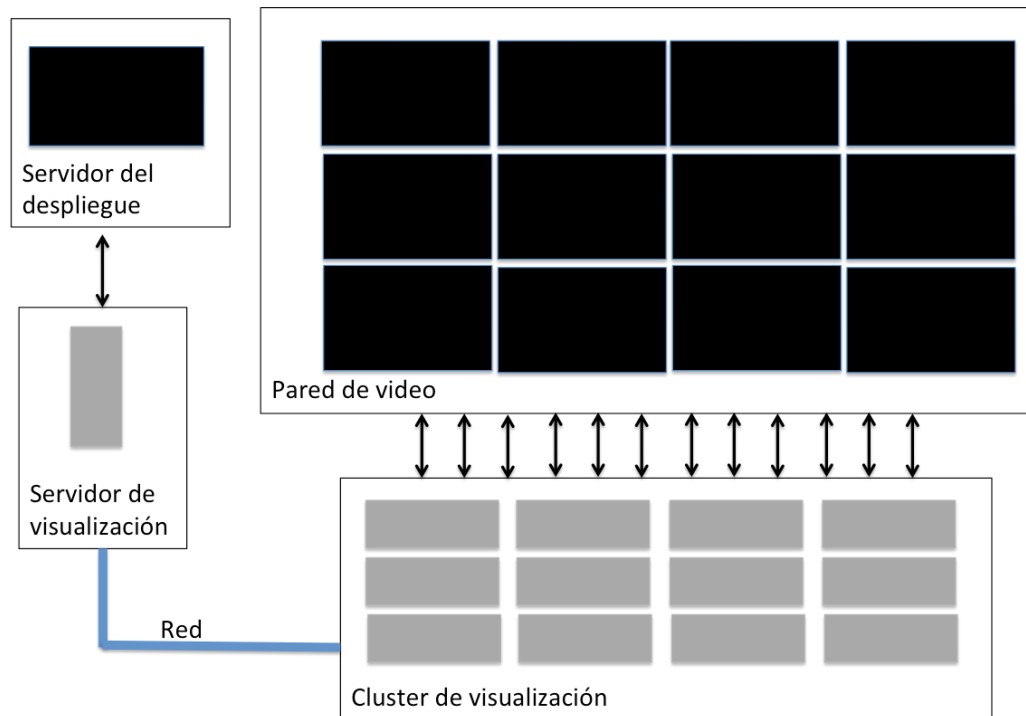 Servidor del
despliegue
Pared de video
Servidor de
visualización
Red
Cluster de visualización